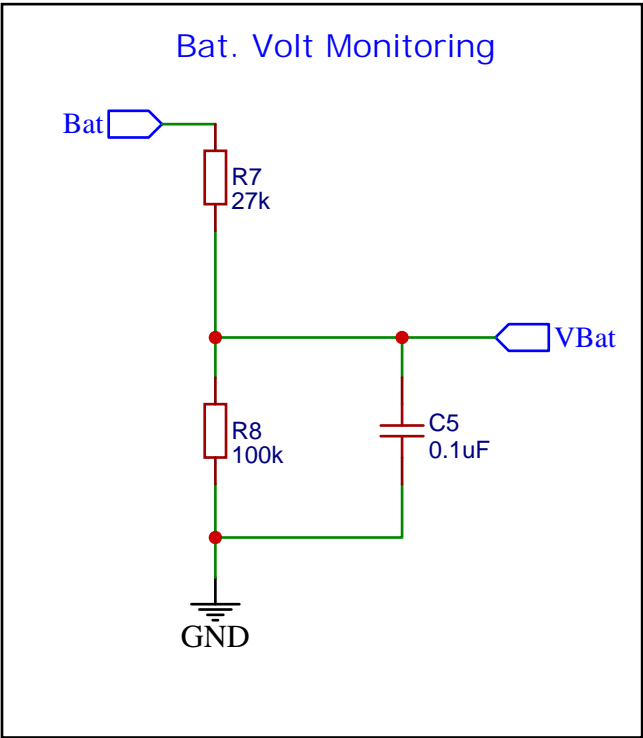 Bat. Volt Monitoring
Bat
R7
27k
VBat
R8
100k
C5
0.1uF
GND